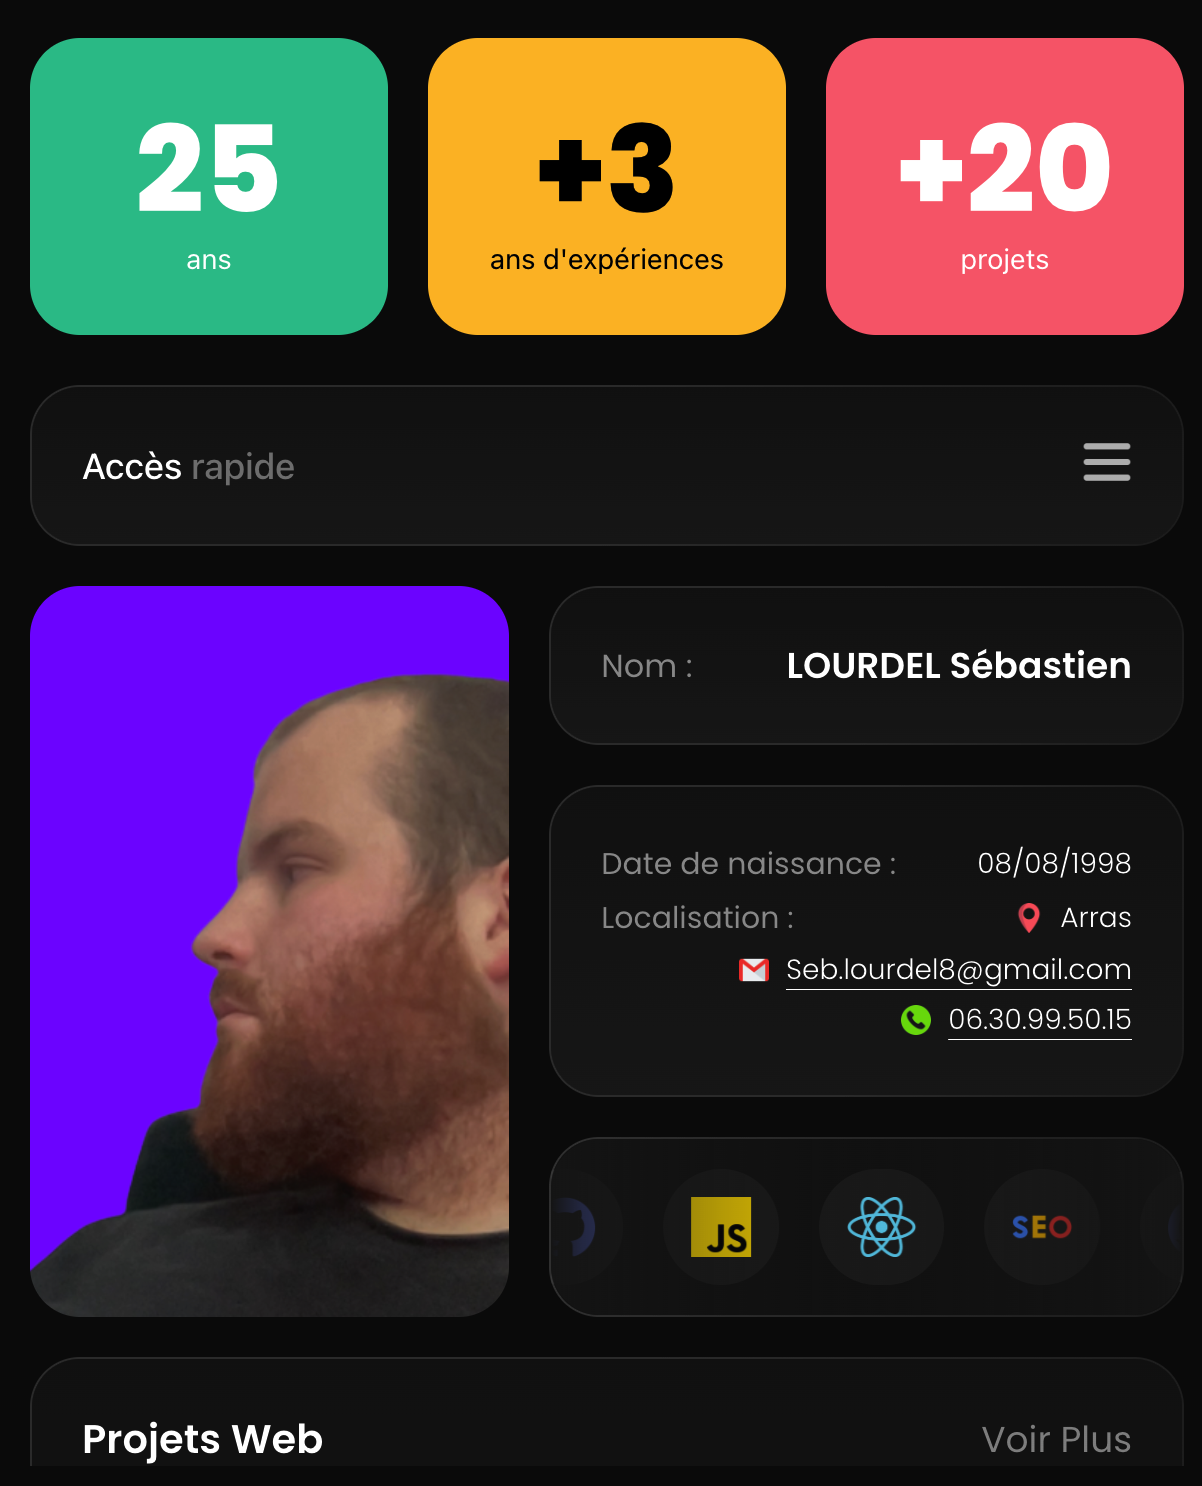 25
ans
+3
ans d'expériences
+20
projets
Accès rapide
Nom : LOURDEL Sébastien
Date de naissance : 08/08/1998
Localisation : Arras
Seb.lourdel8@gmail.com
06.30.99.50.15
JS
SEO
Projets Web
Voir Plus